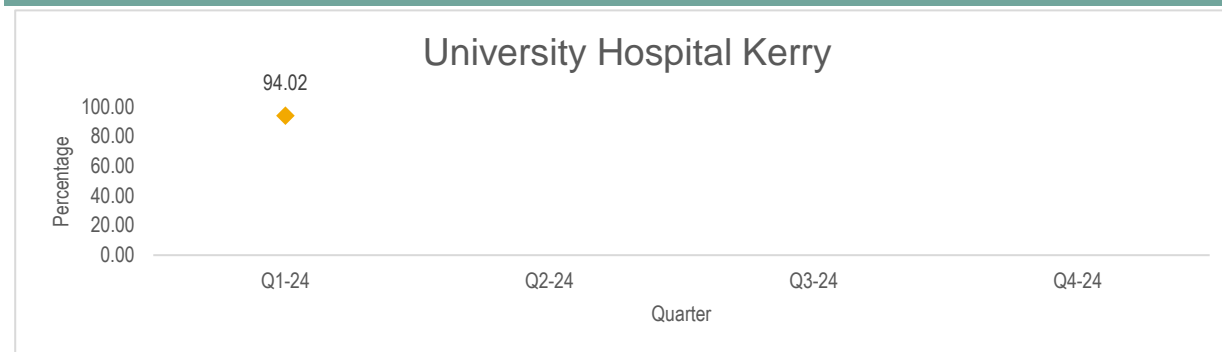 University Hospital Kerry
94.02
100.00
80.00
60.00
40.00
20.00
0.00
Percentage
Q1-24 Q2-24 Q3-24 Q4-24
Quarter